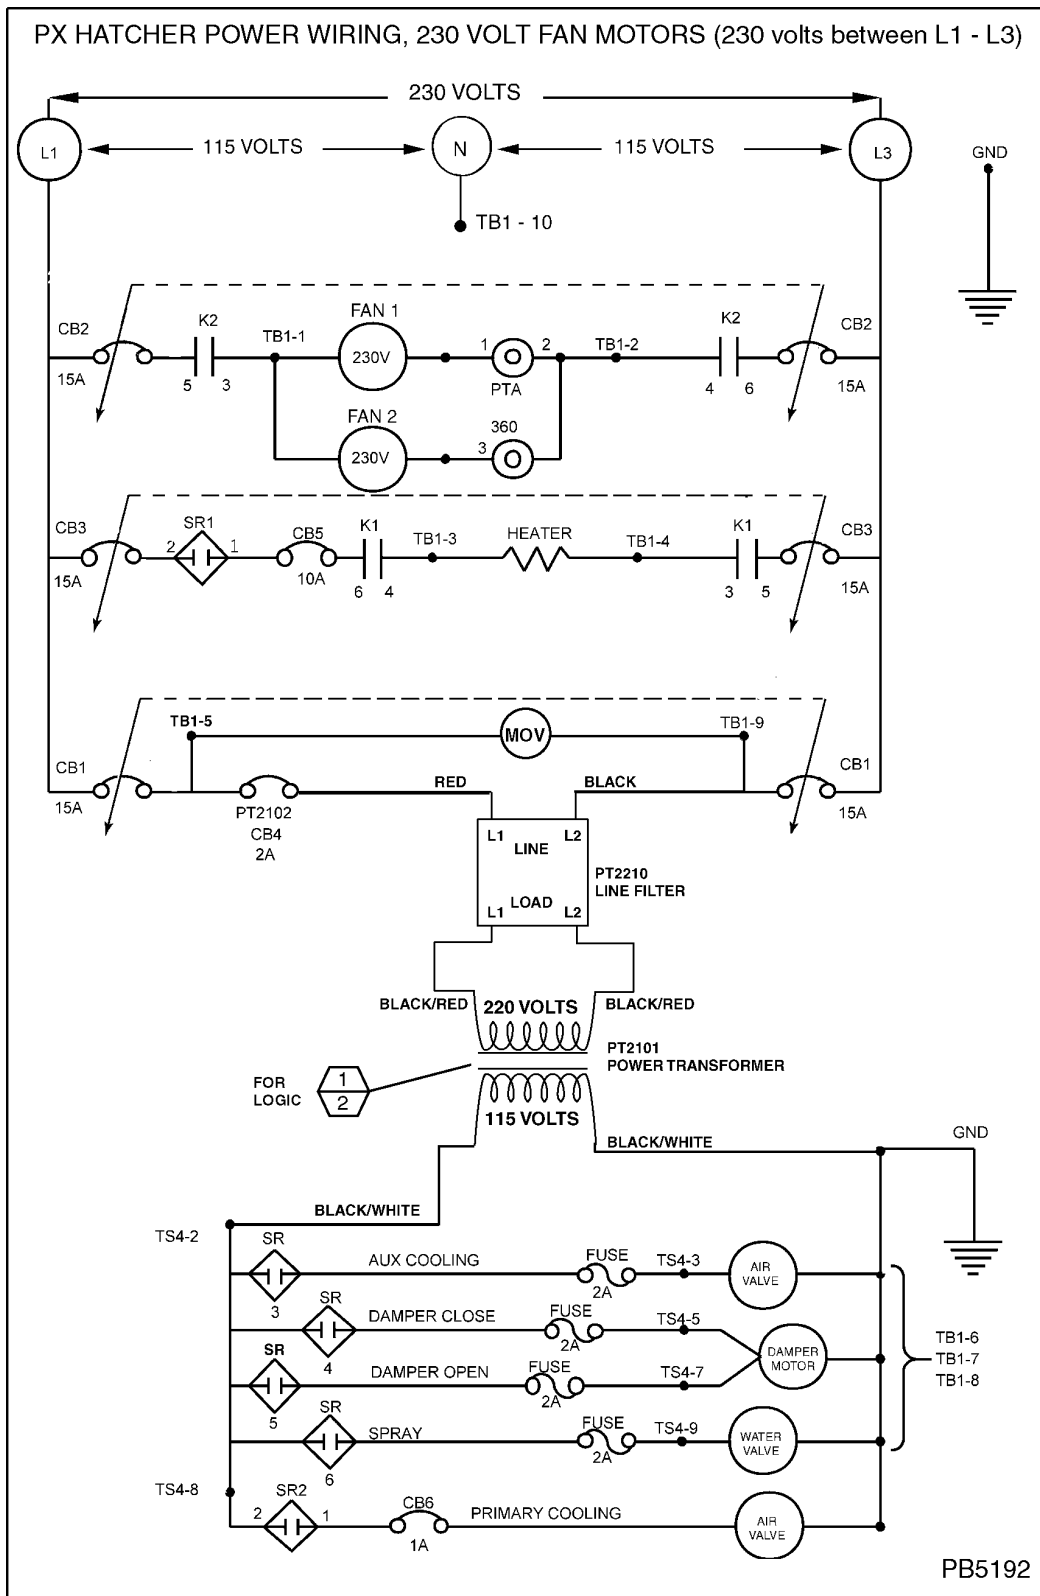 PX HATCHER POWER WIRING, 230 VOLT FAN MOTORS (230 volts between L1 - L3)
230 VOLTS
L1
115 VOLTS
N
115 VOLTS
L3
GND
TB1 - 10
CB2
15A
K2
5 3
TB1-1
FAN 1
230V
1 2
PTA
TB1-2
K2
4 6
CB2
15A
FAN 2
230V
360
3
CB3
15A
SR1
2 1
CB5
10A
K1
6 4
TB1-3
HEATER
TB1-4
K1
3 5
CB3
15A
TB1-5
MOV
TB1-9
CB1
15A
PT2102
CB4
2A
RED
BLACK
CB1
15A
L1 L2
LINE
LOAD
L1 L2
PT2210
LINE FILTER
BLACK/RED
220 VOLTS
BLACK/RED
PT2101
POWER TRANSFORMER
FOR
LOGIC
1
2
115 VOLTS
BLACK/WHITE
GND
BLACK/WHITE
TS4-2
SR
3
AUX COOLING
FUSE
2A
TS4-3
AIR
VALVE
SR
4
DAMPER CLOSE
FUSE
2A
TS4-5
DAMPER
MOTOR
SR
5
DAMPER OPEN
FUSE
2A
TS4-7
TB1-6
TB1-7
TB1-8
SR
6
SPRAY
FUSE
2A
TS4-9
WATER
VALVE
TS4-8
SR2
2 1
CB6
1A
PRIMARY COOLING
AIR
VALVE
PB5192